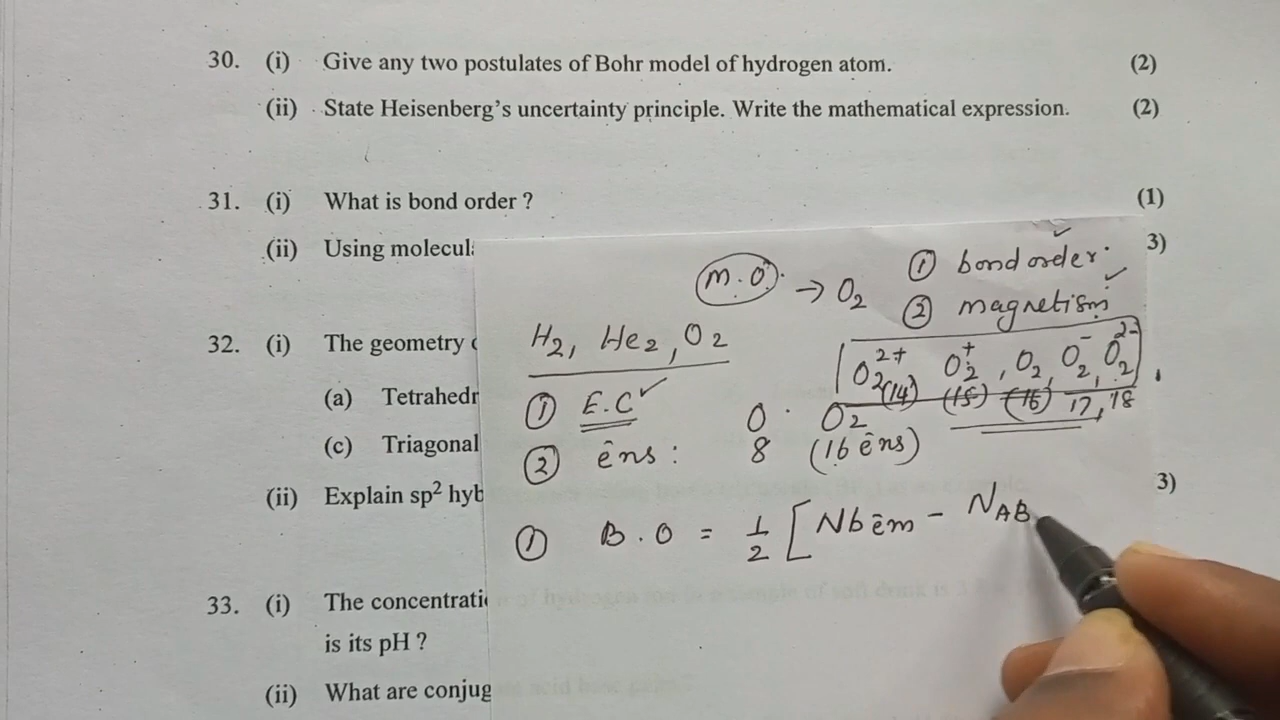 30. (i) Give any two postulates of Bohr model of hydrogen atom. (2)
(ii) State Heisenberg's uncertainty principle. Write the mathematical expression. (2)
31. (i) What is bond order ? (1)
(ii) Using molecul 3)
32. (i) The geometry
(a) Tetrahedr
(c) Triagonal
(ii) Explain sp² hyb 3)
33. (i) The concentrati
is its pH ?
(ii) What are conjug
M.O. → O₂ ① bond order.
② magnetism
H₂, He₂, O₂
O₂²⁺ O₂⁺, O₂, O₂⁻, O₂²⁻
(14) (15) (16) 17, 18
① E.C ✓ O O₂
② ēns : 8 (16 ēns)
① B.O = ½ [Nbēm - N_AB